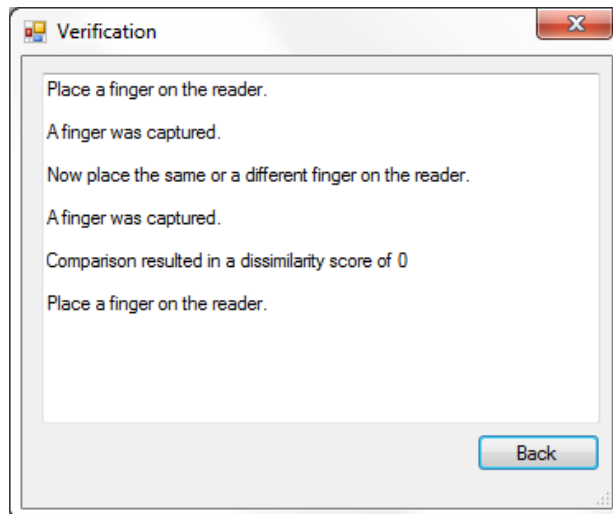 Verification
Place a finger on the reader.
A finger was captured.
Now place the same or a different finger on the reader.
A finger was captured.
Comparison resulted in a dissimilarity score of 0
Place a finger on the reader.
Back